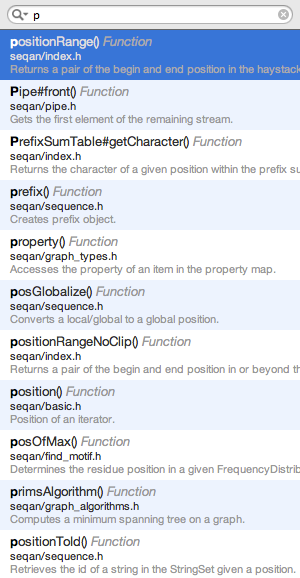 p
positionRange() Function
seqan/index.h
Returns a pair of the begin and end position in the haystack
Pipe#front() Function
seqan/pipe.h
Gets the first element of the remaining stream.
PrefixSumTable#getCharacter() Function
seqan/index.h
Returns the character of a given position within the prefix su
prefix() Function
seqan/sequence.h
Creates prefix object.
property() Function
seqan/graph_types.h
Accesses the property of an item in the property map.
posGlobalize() Function
seqan/sequence.h
Converts a local/global to a global position.
positionRangeNoClip() Function
seqan/index.h
Returns a pair of the begin and end position in or beyond th
position() Function
seqan/basic.h
Position of an iterator.
posOfMax() Function
seqan/find_motif.h
Determines the residue position in a given FrequencyDistrib
primsAlgorithm() Function
seqan/graph_algorithms.h
Computes a minimum spanning tree on a graph.
positionToId() Function
seqan/sequence.h
Retrieves the id of a string in the StringSet given a position.